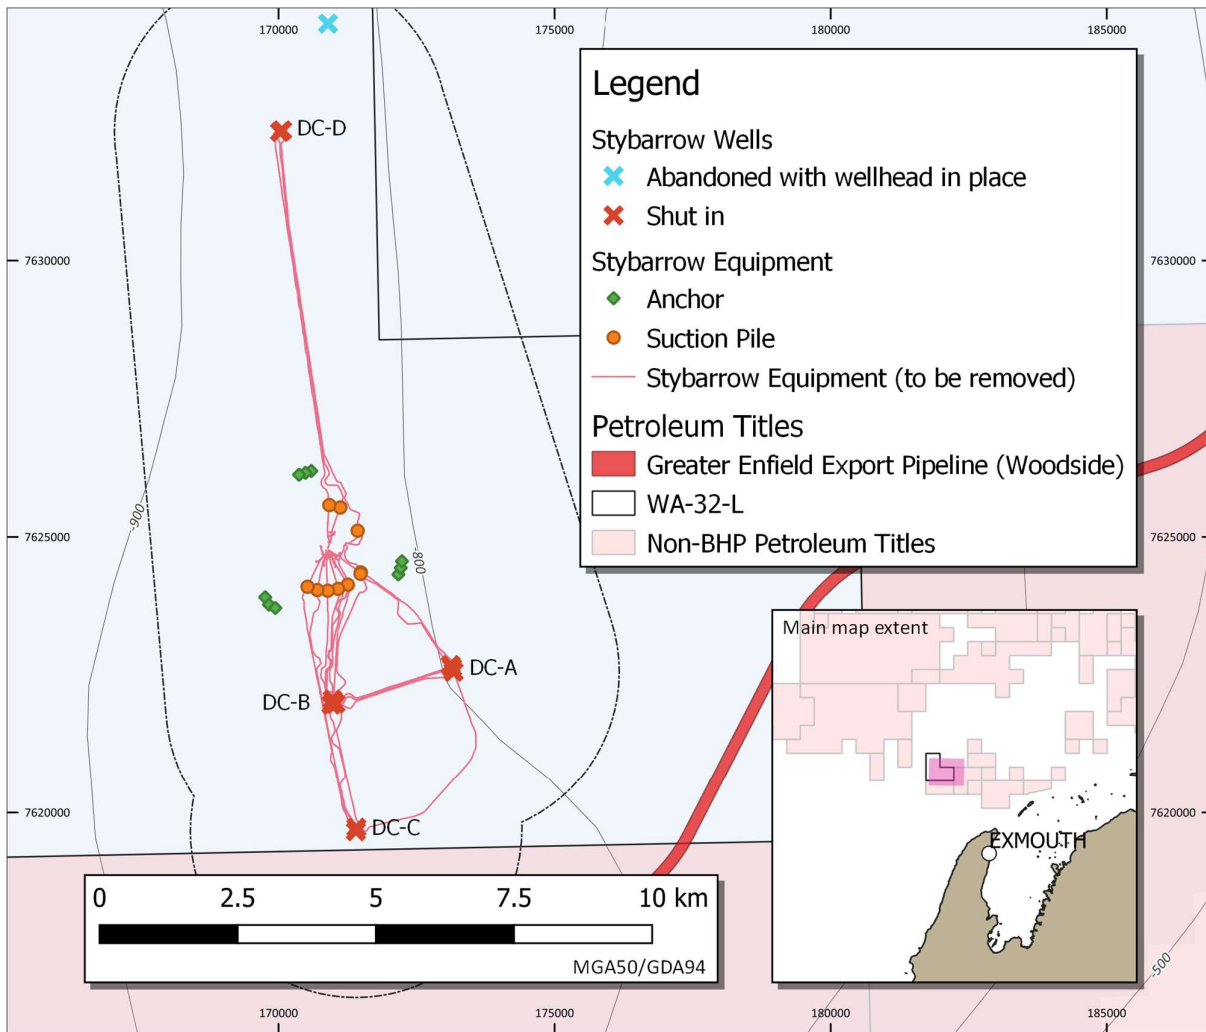 170000
175000
180000
185000
Legend
Stybarrow Wells
Abandoned with wellhead in place
Shut in
Stybarrow Equipment
Anchor
Suction Pile
Stybarrow Equipment (to be removed)
Petroleum Titles
Greater Enfield Export Pipeline (Woodside)
WA-32-L
Non-BHP Petroleum Titles
DC-D
7630000
7630000
-900
7625000
7625000
-800
Main map extent
DC-A
DC-B
EXMOUTH
7620000
7620000
DC-C
0 2.5 5 7.5 10 km
MGA50/GDA94
-500
170000
175000
180000
185000